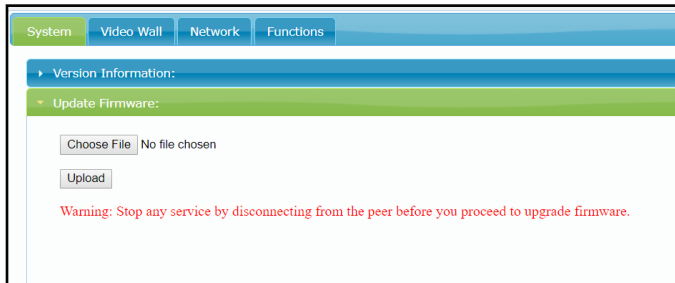 System Video Wall Network Functions
Version Information:
Update Firmware:
Choose File No file chosen
Upload
Warning: Stop any service by disconnecting from the peer before you proceed to upgrade firmware.